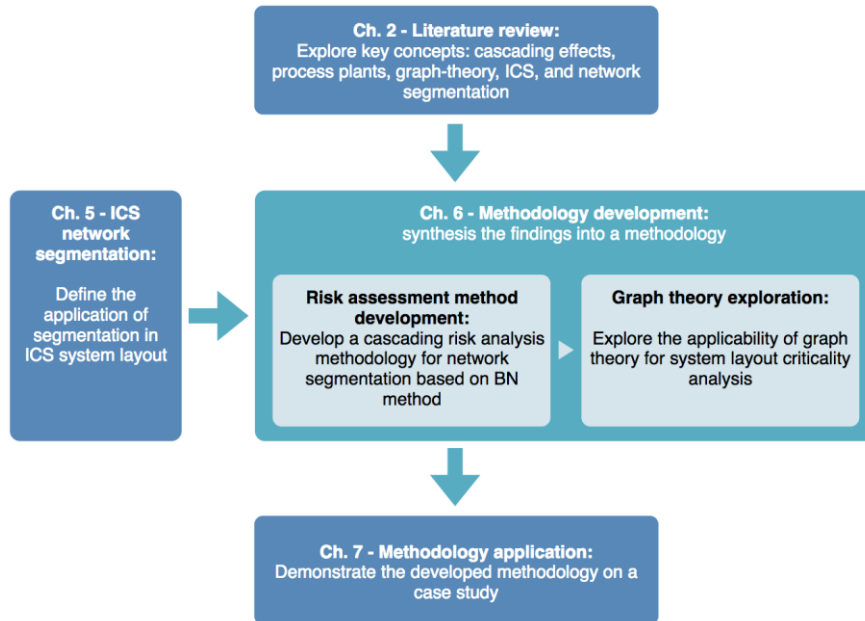 Ch. 2 - Literature review:
Explore key concepts: cascading effects,
process plants, graph-theory, ICS, and network
segmentation
Ch. 5 - ICS
network
segmentation:
Define the
application of
segmentation in
ICS system layout
Ch. 6 - Methodology development:
synthesis the findings into a methodology
Risk assessment method
development:
Develop a cascading risk analysis
methodology for network
segmentation based on BN
method
Graph theory exploration:
Explore the applicability of graph
theory for system layout criticality
analysis
Ch. 7 - Methodology application:
Demonstrate the developed methodology on a
case study